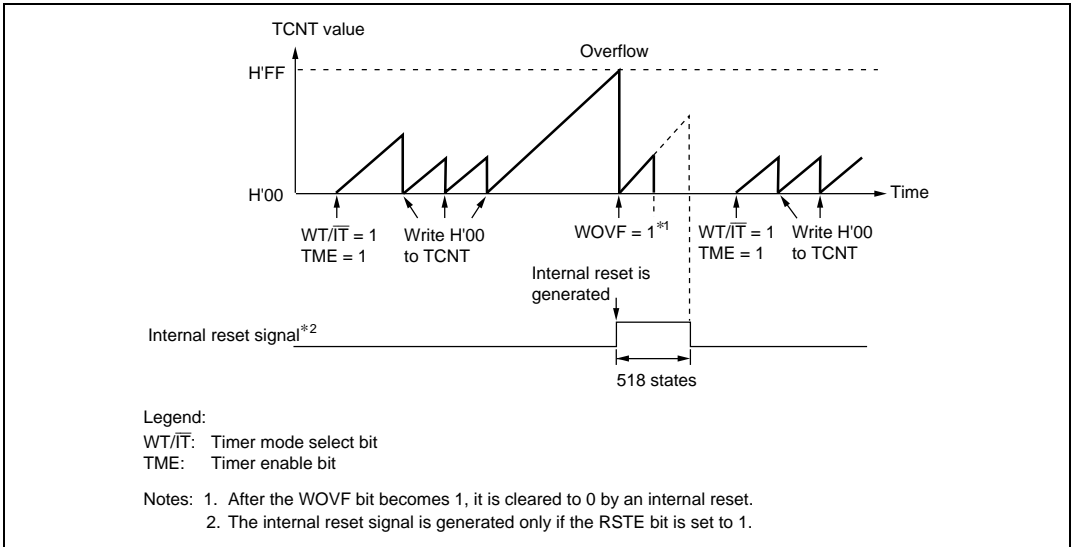 TCNT value
Overflow
H'FF
H'00
Time
WT/I̅T̅ = 1
TME = 1
Write H'00
to TCNT
WOVF = 1*1
WT/I̅T̅ = 1
TME = 1
Write H'00
to TCNT
Internal reset is
generated
Internal reset signal*2
518 states
Legend:
WT/I̅T̅: Timer mode select bit
TME: Timer enable bit
Notes: 1. After the WOVF bit becomes 1, it is cleared to 0 by an internal reset.
2. The internal reset signal is generated only if the RSTE bit is set to 1.